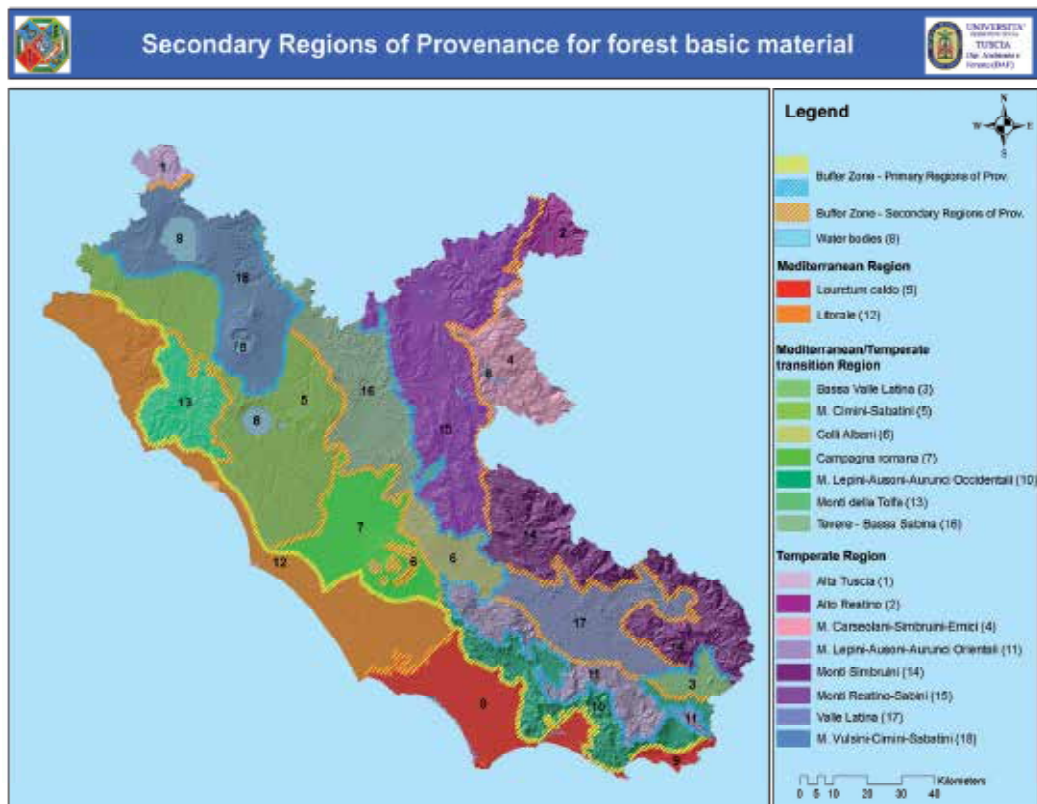 Secondary Regions of Provenance for forest basic material
UNIVERSITA'
TUSCIA
Legend
N
W E
S
Buffer Zone - Primary Regions of Prov.
Buffer Zone - Secondary Regions of Prov.
Water bodies (8)
Mediterranean Region
Lauretum caldo (9)
Litorale (12)
Mediterranean/Temperate
transition Region
Bassa Valle Latina (3)
M. Cimini-Sabatini (5)
Colli Albani (6)
Campagna romana (7)
M. Lepini-Ausoni-Aurunci Occidentali (10)
Monti della Tolfa (13)
Tevere - Bassa Sabina (16)
Temperate Region
Alta Tuscia (1)
Alto Reatino (2)
M. Carseolani-Simbruini-Ernici (4)
M. Lepini-Ausoni-Aurunci Orientali (11)
Monti Simbruini (14)
Monti Reatino-Sabini (15)
Valle Latina (17)
M. Vulsini-Cimini-Sabatini (18)
Kilometers
0 5 10 20 30 40
1
2
8
18
8
4
8
16
5
13
8
15
7
14
6
6
12
17
14
11
3
9
10
11
9